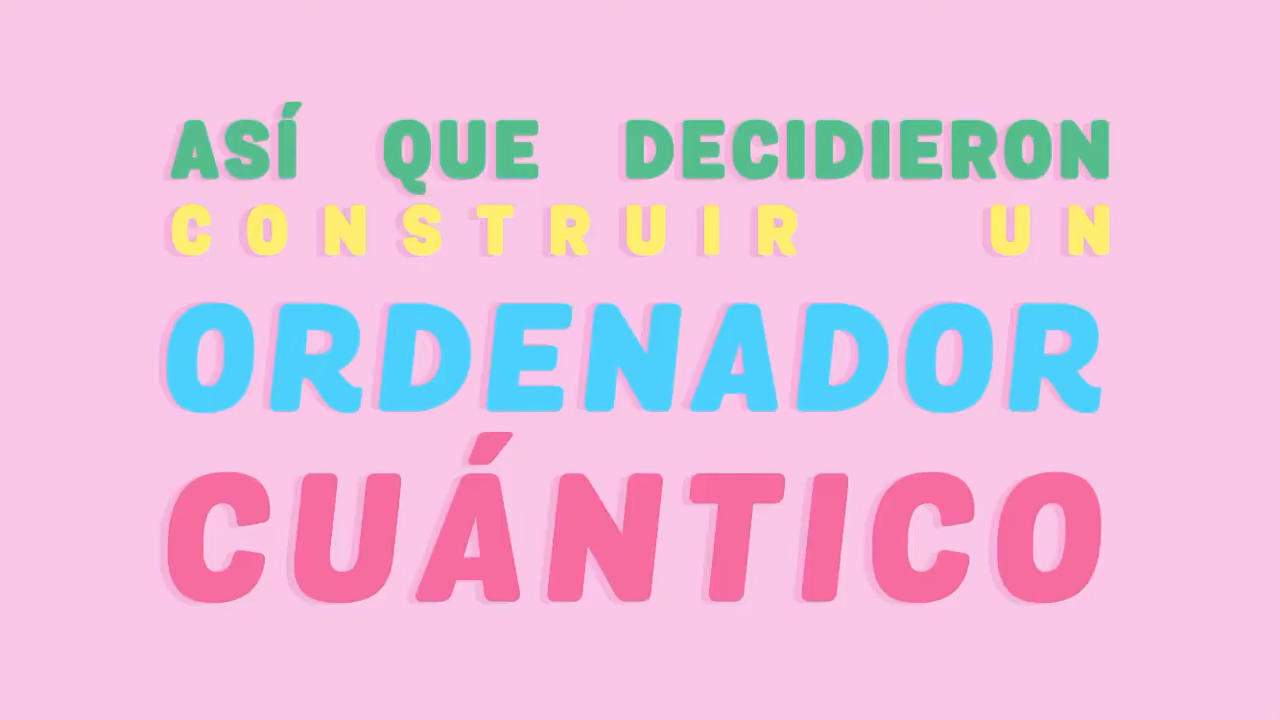 ASÍ QUE DECIDIERON
CONSTRUIR UN
ORDENADOR
CUÁNTICO